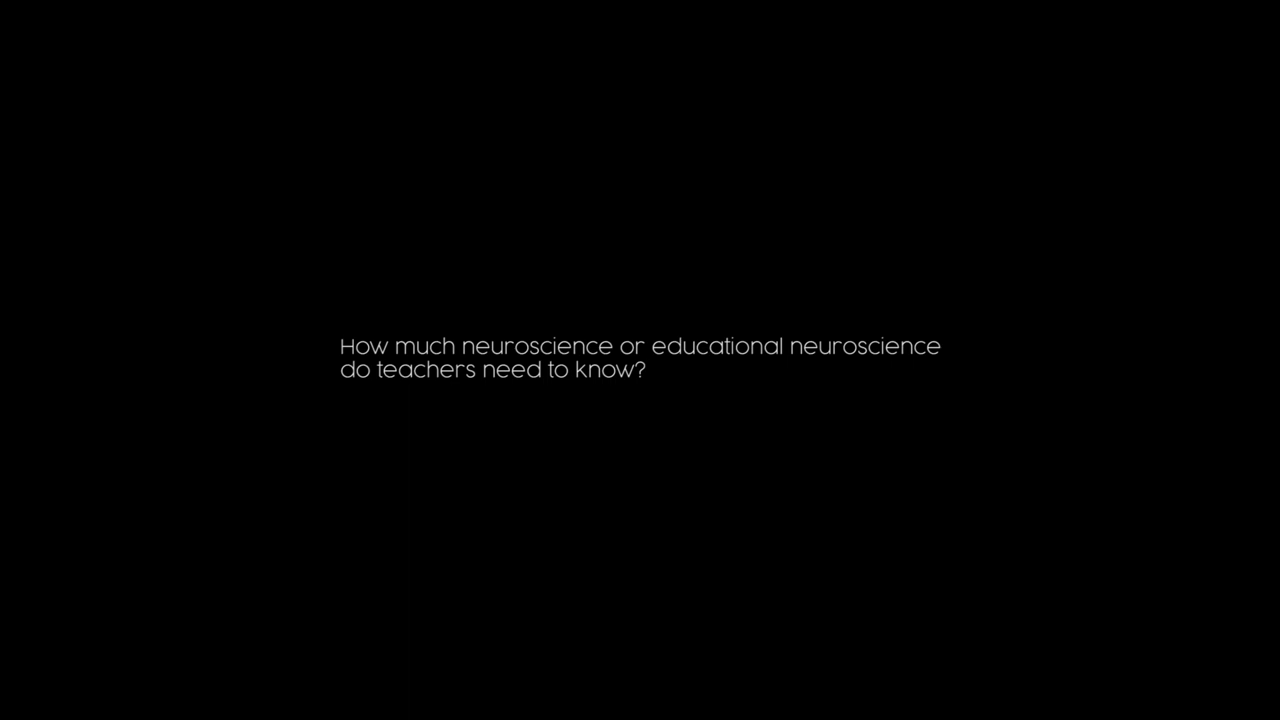 How much neuroscience or educational neuroscience
do teachers need to know?